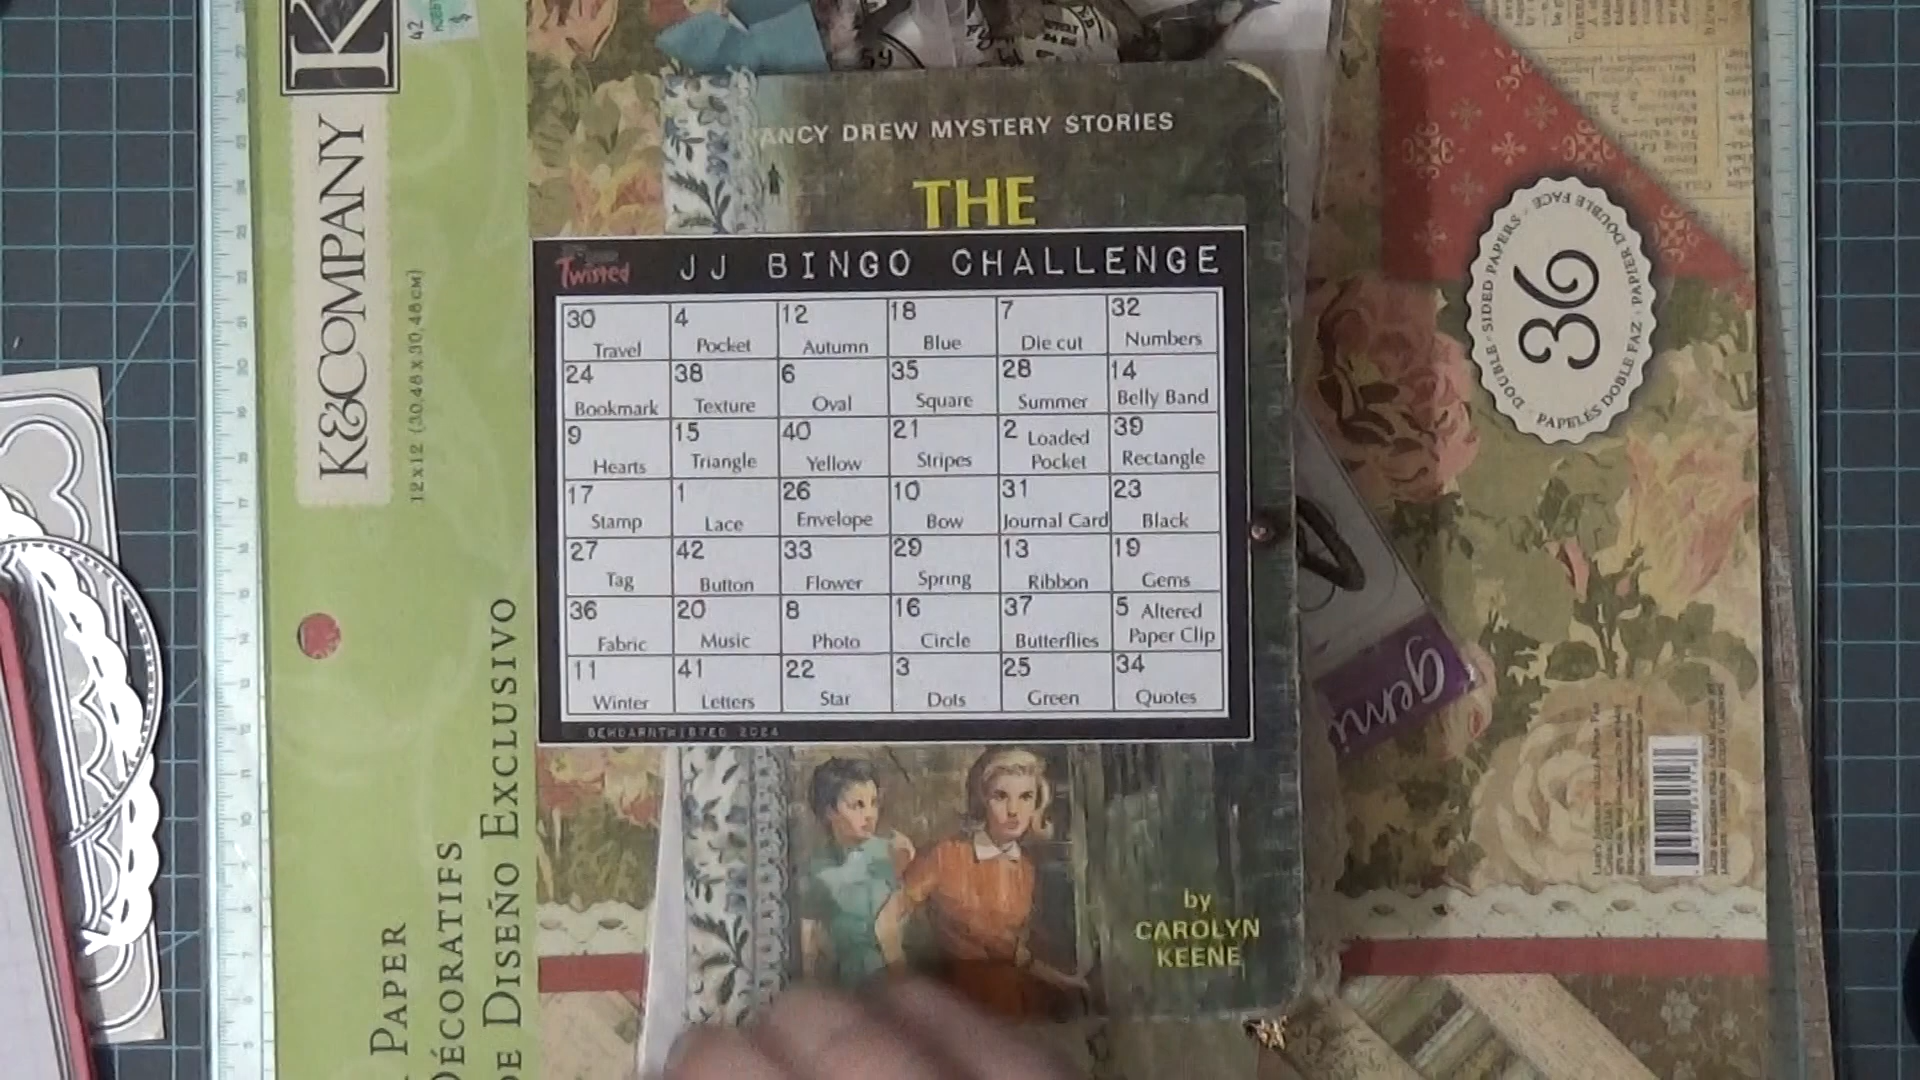 K&COMPANY
12x12 (30,48 x 30,48 CM)
PAPER
DÉCORATIFS
DE DISEÑO EXCLUSIVO
42
$
NANCY DREW MYSTERY STORIES
THE
Twisted
JJ BINGO CHALLENGE
30 Travel 4 Pocket 12 Autumn 18 Blue 7 Die cut 32 Numbers
24 Bookmark 38 Texture 6 Oval 35 Square 28 Summer 14 Belly Band
9 Hearts 15 Triangle 40 Yellow 21 Stripes 2 Loaded Pocket 39 Rectangle
17 Stamp 1 Lace 26 Envelope 10 Bow 31 Journal Card 23 Black
27 Tag 42 Button 33 Flower 29 Spring 13 Ribbon 19 Gems
36 Fabric 20 Music 8 Photo 16 Circle 37 Butterflies 5 Altered Paper Clip
11 Winter 41 Letters 22 Star 3 Dots 25 Green 34 Quotes
GEHDARNTWISTED 2024
by
CAROLYN
KEENE
DOUBLE-SIDED PAPERS
PAPIER DOUBLE FACE
PAPELÉS DOBLE FAZ
36
gemi